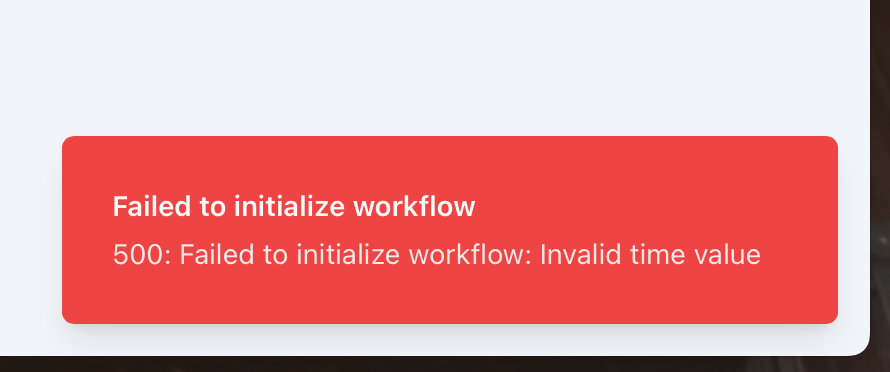 Failed to initialize workflow
500: Failed to initialize workflow: Invalid time value